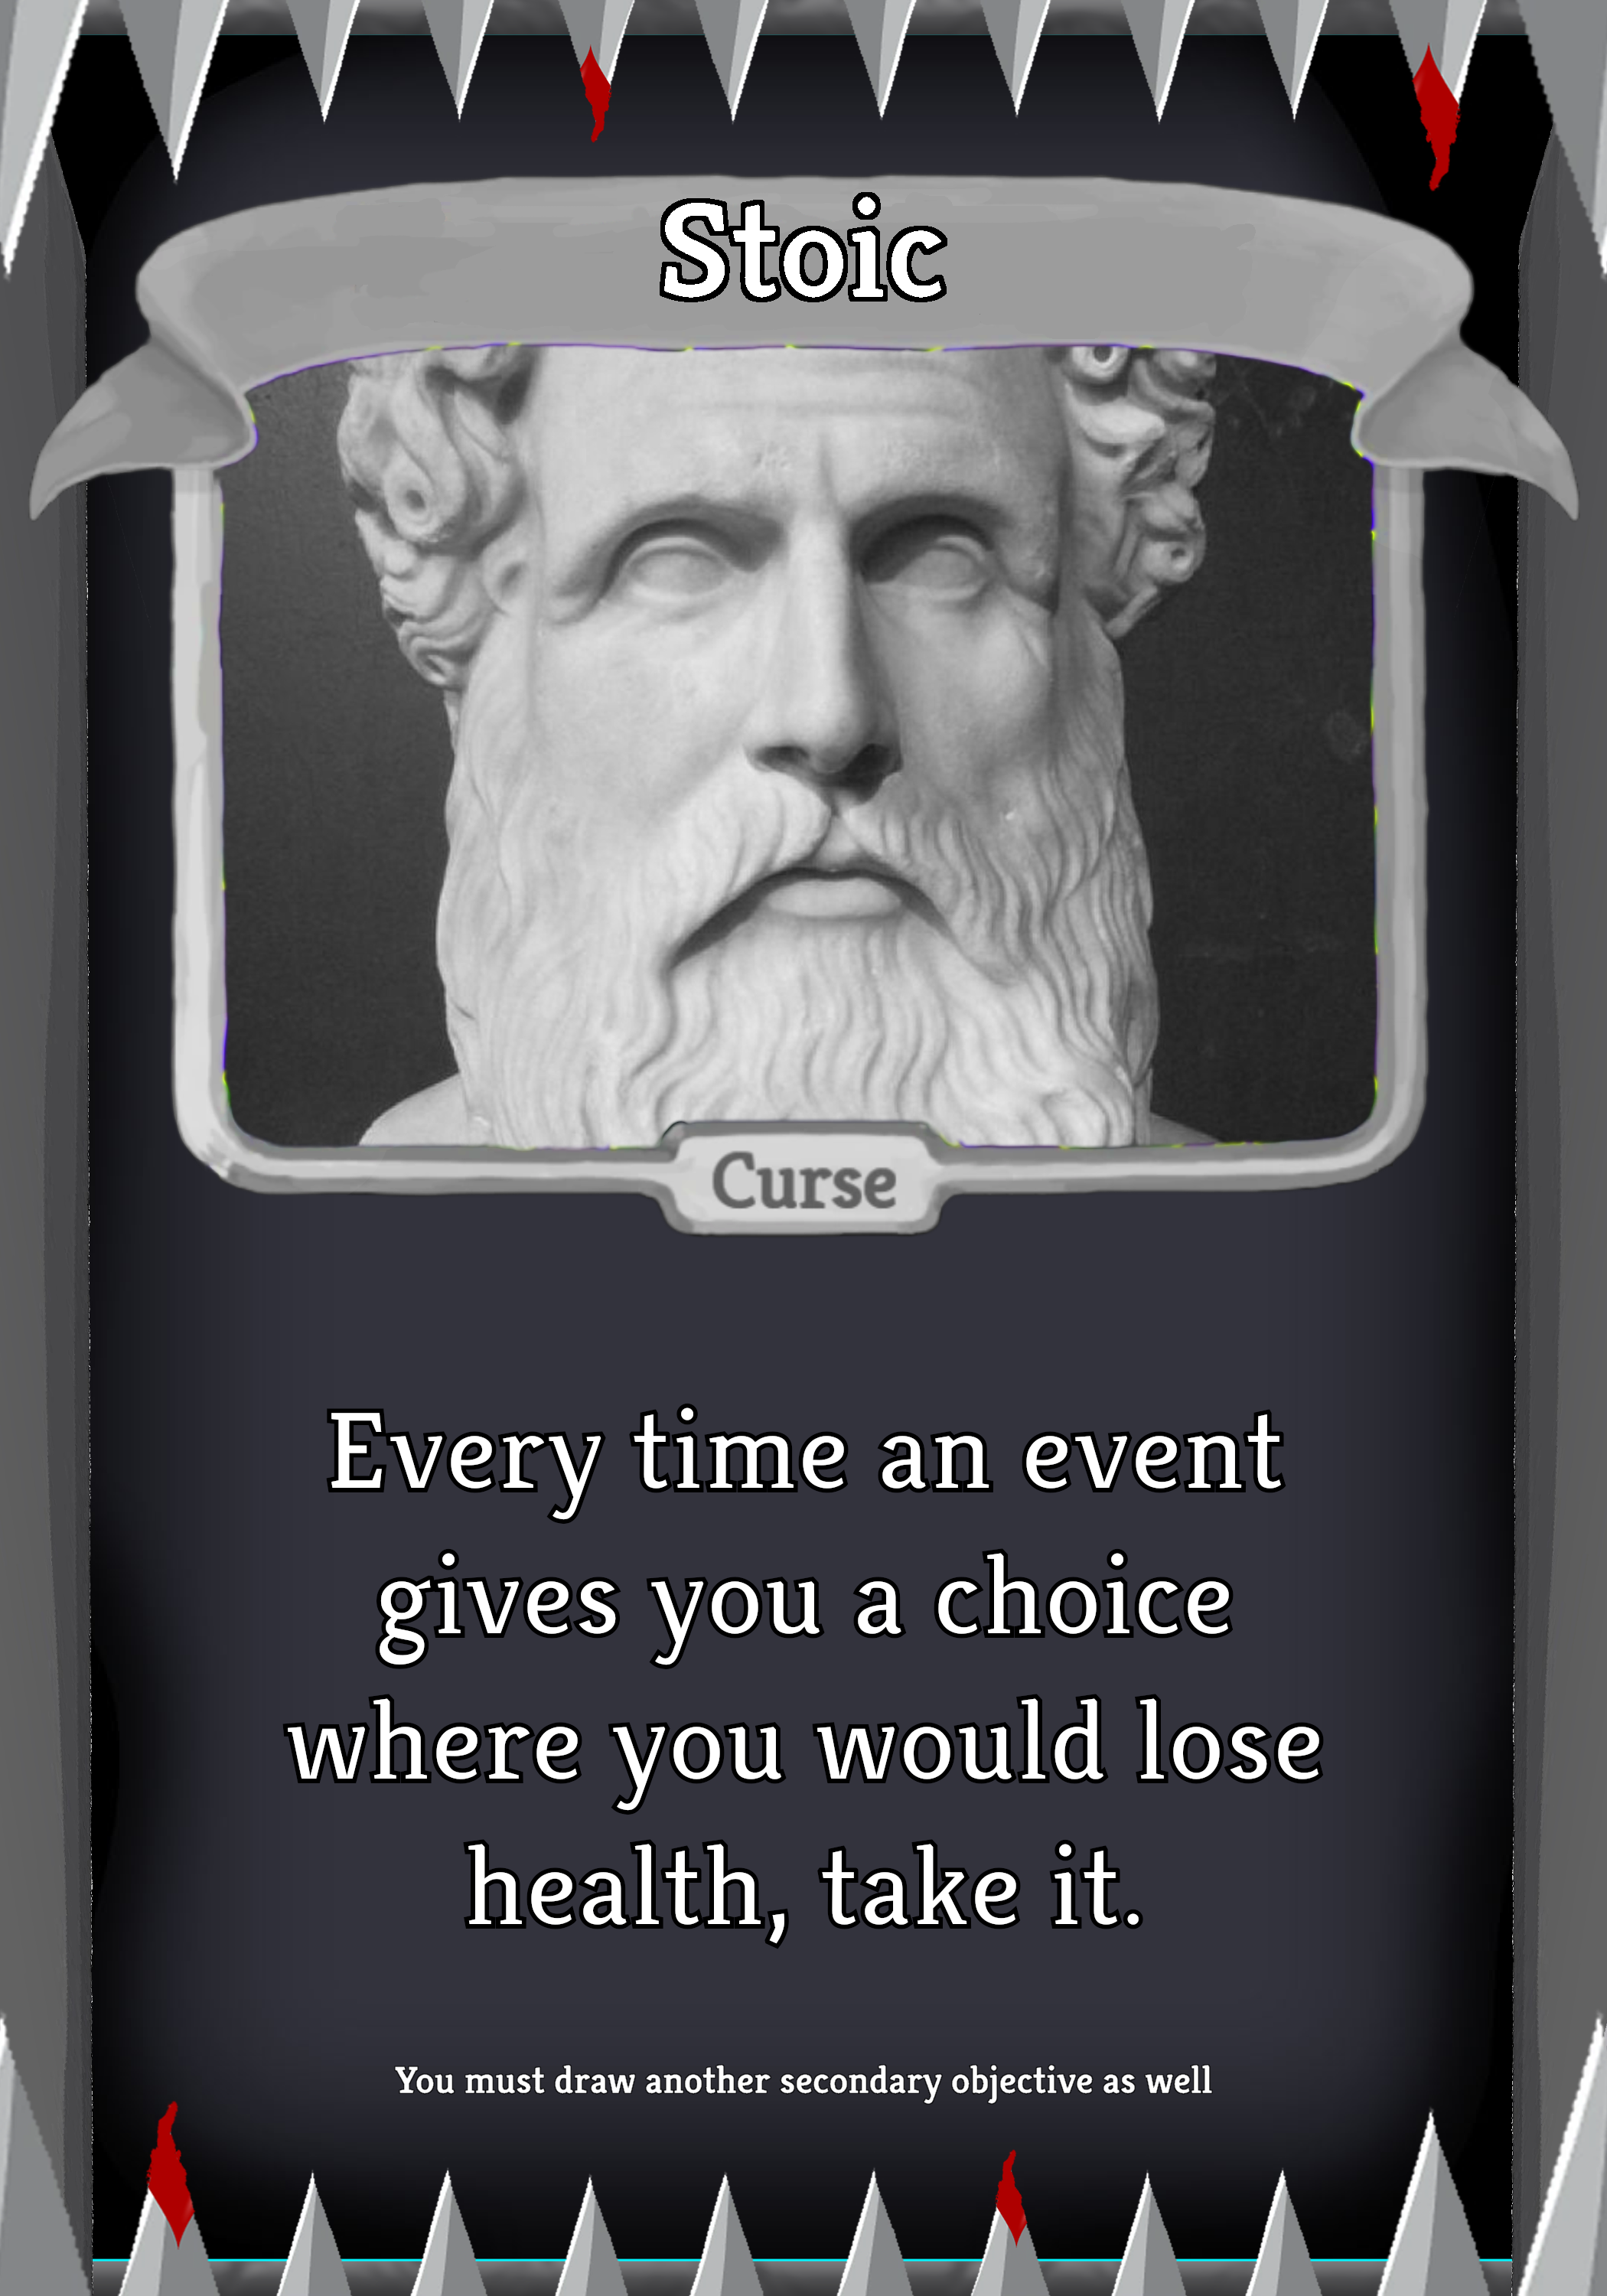 Stoic
Curse
Every time an event
gives you a choice
where you would lose
health, take it.
You must draw another secondary objective as well